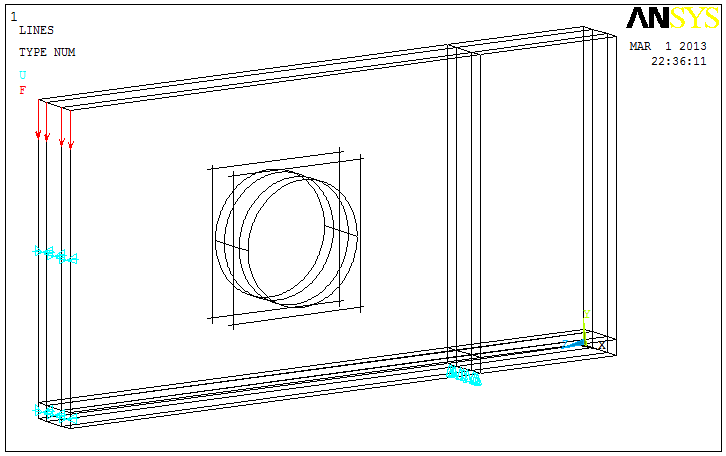 1
LINES
TYPE NUM
U
F
ANSYS
MAR 1 2013
22:36:11
Y
Z X